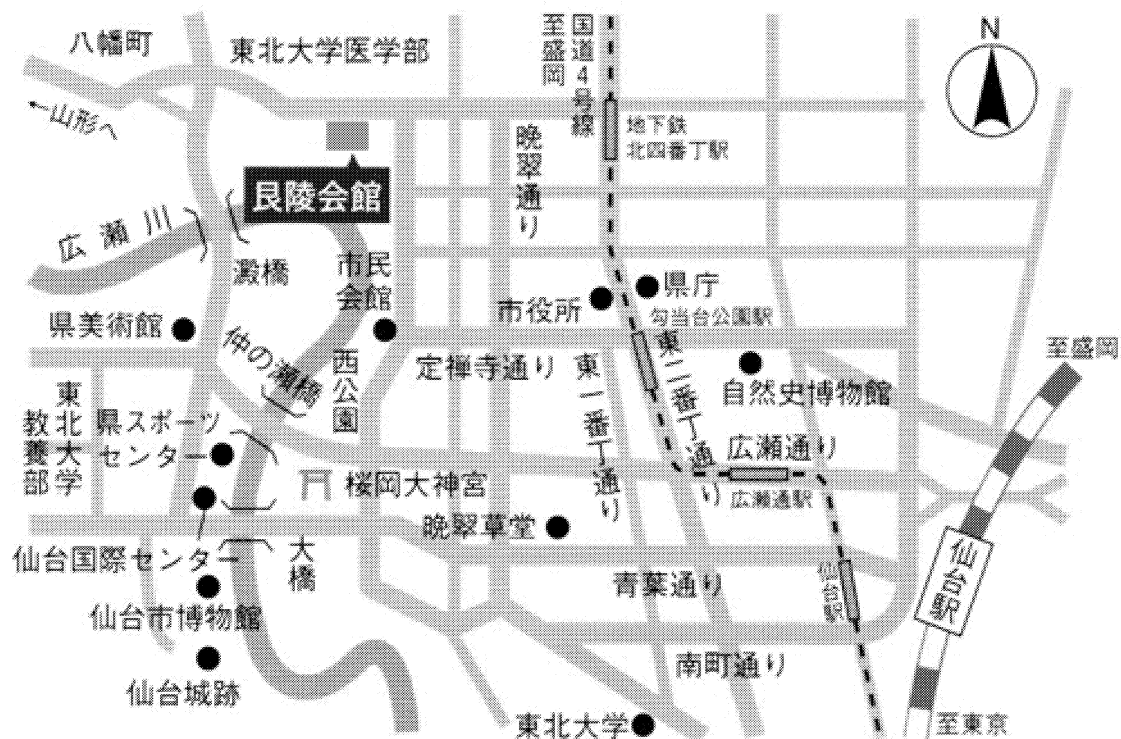 八幡町
東北大学医学部
至盛岡
国道4号線
N
←山形へ
地下鉄
北四番丁駅
晩翠通り
艮陵会館
広瀬川
澱橋
市民
会館
県庁
市役所
勾当台公園駅
県美術館
仲の瀬橋
西公園
定禅寺通り
東一番丁通り
東二番丁通り
自然史博物館
至盛岡
東北大学
教養部
県スポーツ
センター
広瀬通り
広瀬通駅
桜岡大神宮
晩翠草堂
仙台国際センター
大橋
青葉通り
仙台駅
仙台駅
仙台市博物館
南町通り
仙台城跡
東北大学
至東京